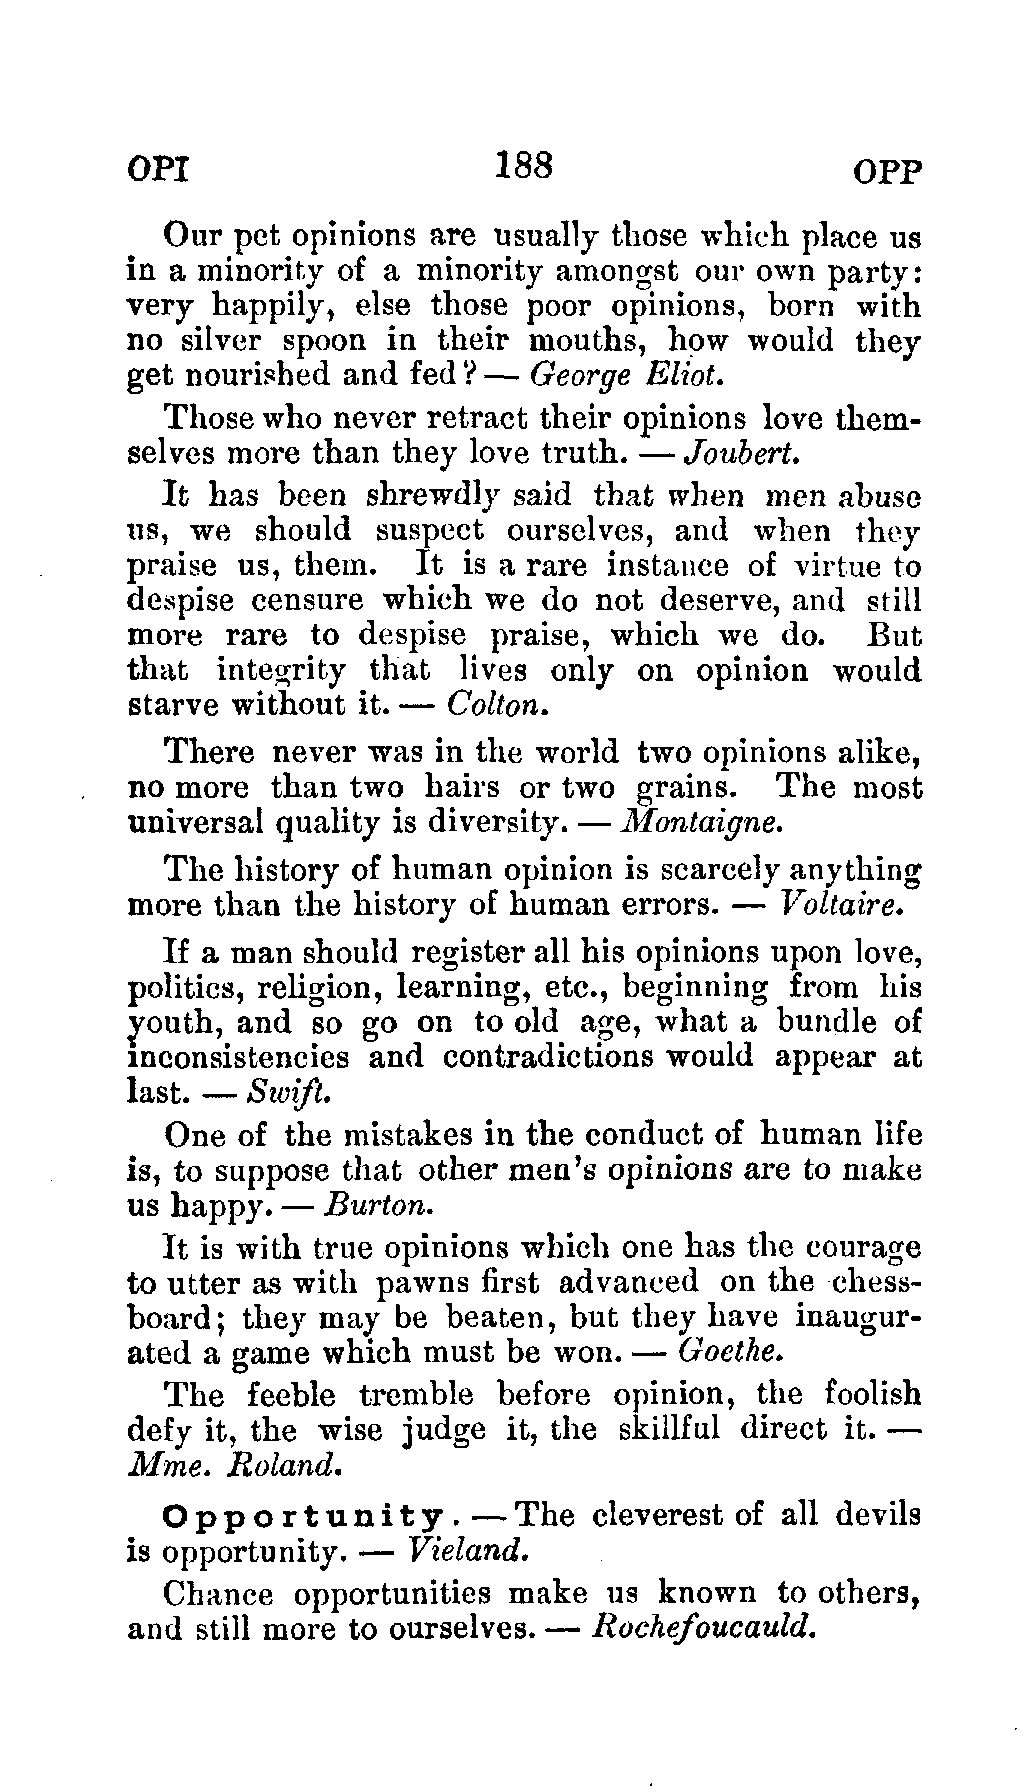 OPI 188 OPP
Our pet opinions are usually those which place us
in a minority of a minority amongst our own party:
very happily, else those poor opinions, born with
no silver spoon in their mouths, how would they
get nourished and fed? — George Eliot.
Those who never retract their opinions love them-
selves more than they love truth. — Joubert.
It has been shrewdly said that when men abuse
us, we should suspect ourselves, and when they
praise us, them. It is a rare instance of virtue to
despise censure which we do not deserve, and still
more rare to despise praise, which we do. But
that integrity that lives only on opinion would
starve without it. — Colton.
There never was in the world two opinions alike,
no more than two hairs or two grains. The most
universal quality is diversity. — Montaigne.
The history of human opinion is scarcely anything
more than the history of human errors. — Voltaire.
If a man should register all his opinions upon love,
politics, religion, learning, etc., beginning from his
youth, and so go on to old age, what a bundle of
inconsistencies and contradictions would appear at
last. — Swift.
One of the mistakes in the conduct of human life
is, to suppose that other men's opinions are to make
us happy. — Burton.
It is with true opinions which one has the courage
to utter as with pawns first advanced on the chess-
board; they may be beaten, but they have inaugur-
ated a game which must be won. — Goethe.
The feeble tremble before opinion, the foolish
defy it, the wise judge it, the skillful direct it. —
Mme. Roland.
Opportunity. — The cleverest of all devils
is opportunity. — Vieland.
Chance opportunities make us known to others,
and still more to ourselves. — Rochefoucauld.